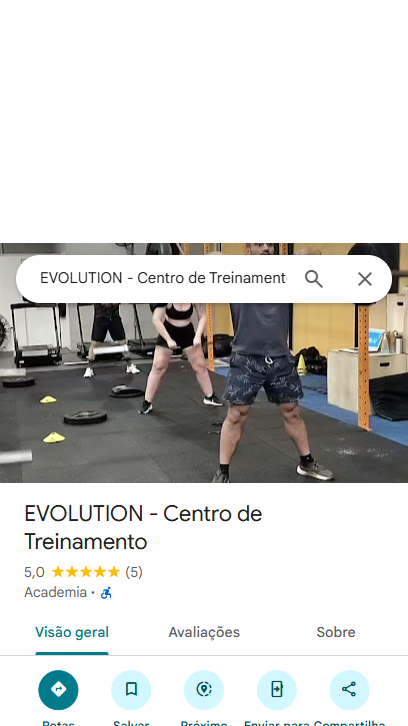 EVOLUTION - Centro de Treinament
EVOLUTION - Centro de
Treinamento
5,0 (5)
Academia ·
Visão geral Avaliações Sobre
Rotas Salvar Próximo Enviar para Compartilha